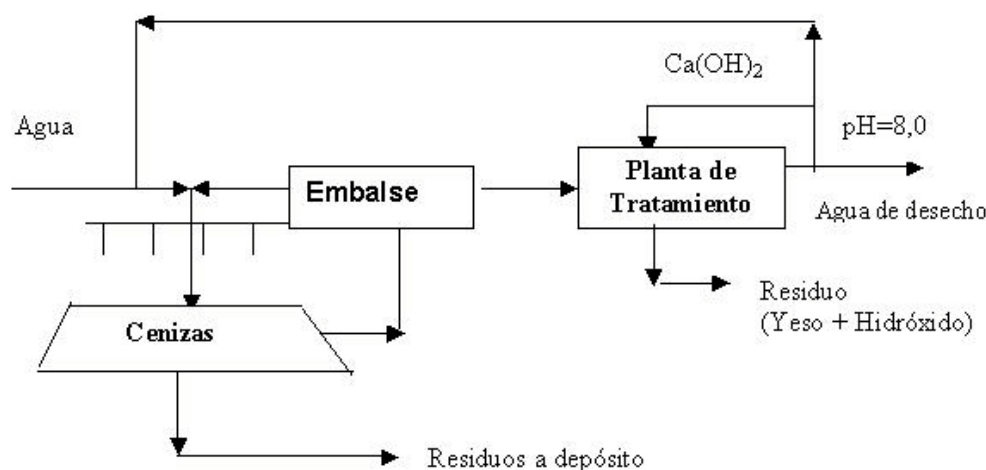 Ca(OH)2
Agua
pH=8,0
Embalse
Planta de
Tratamiento
Agua de desecho
Residuo
(Yeso + Hidróxido)
Cenizas
Residuos a depósito